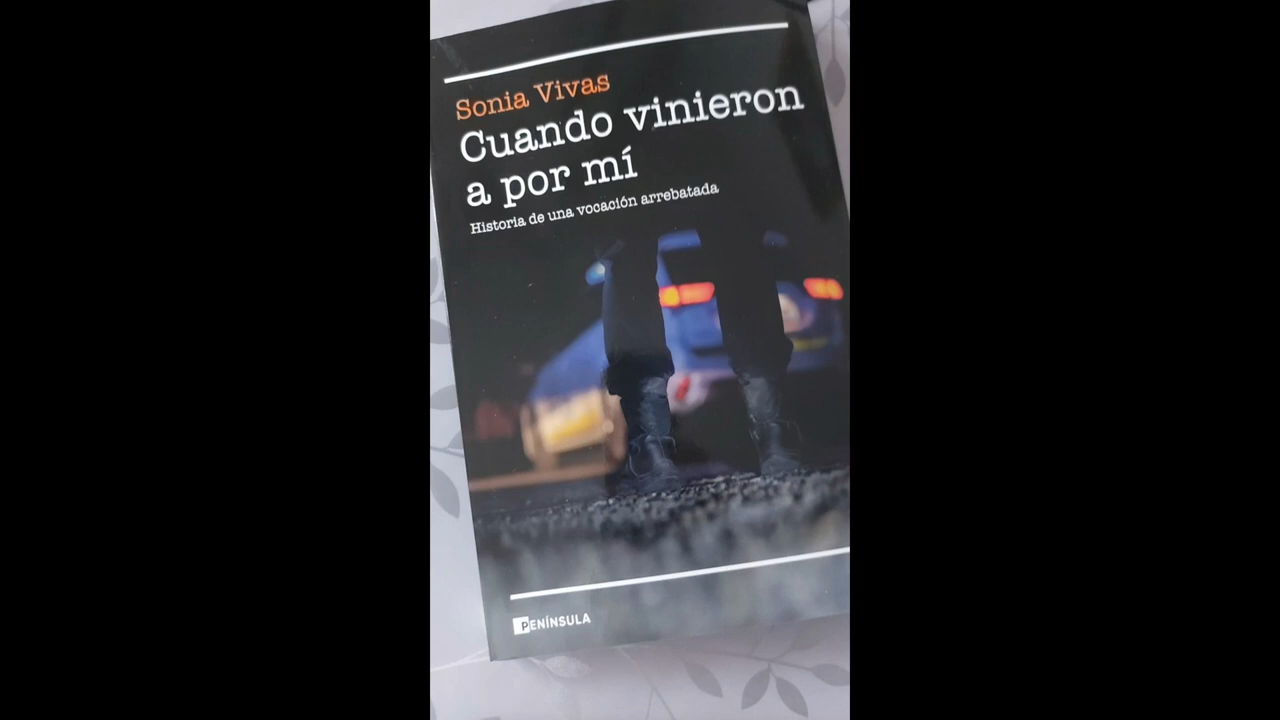 Sonia Vivas
Cuando vinieron
a por mí
Historia de una vocación arrebatada
PENÍNSULA